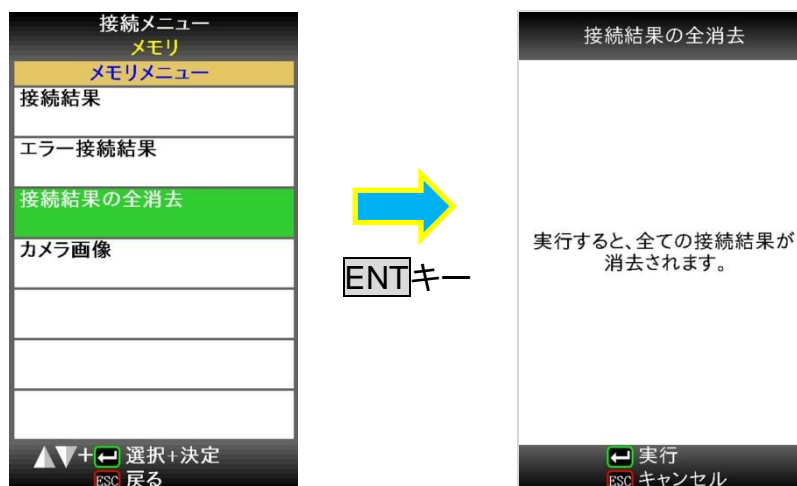 接続メニュー
メモリ
メモリメニュー
接続結果
エラー接続結果
接続結果の全消去
カメラ画像
▲▼+ 選択+決定
ESC 戻る
ENTキー
接続結果の全消去
実行すると、全ての接続結果が
消去されます。
実行
ESC キャンセル